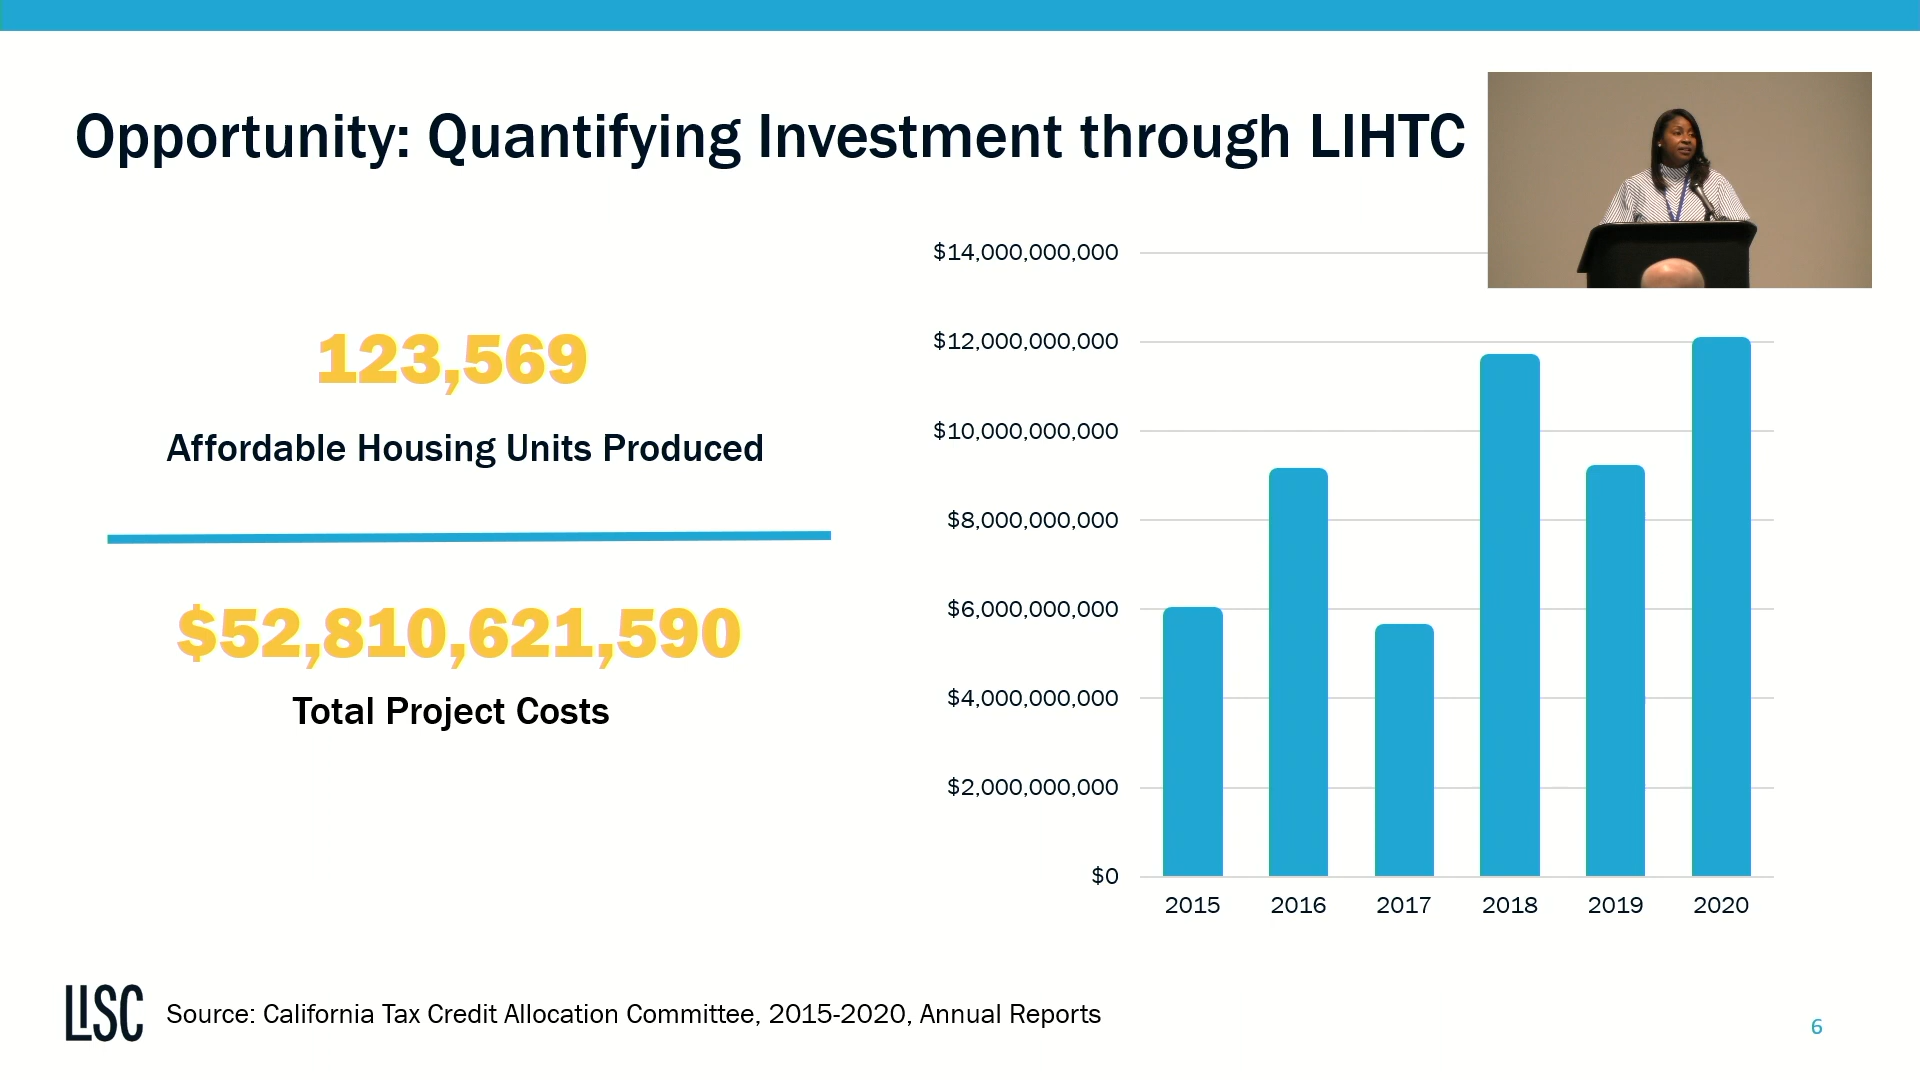 Opportunity: Quantifying Investment through LIHTC
123,569
Affordable Housing Units Produced
$52,810,621,590
Total Project Costs
$14,000,000,000
$12,000,000,000
$10,000,000,000
$8,000,000,000
$6,000,000,000
$4,000,000,000
$2,000,000,000
$0
2015 2016 2017 2018 2019 2020
LISC
Source: California Tax Credit Allocation Committee, 2015-2020, Annual Reports
6